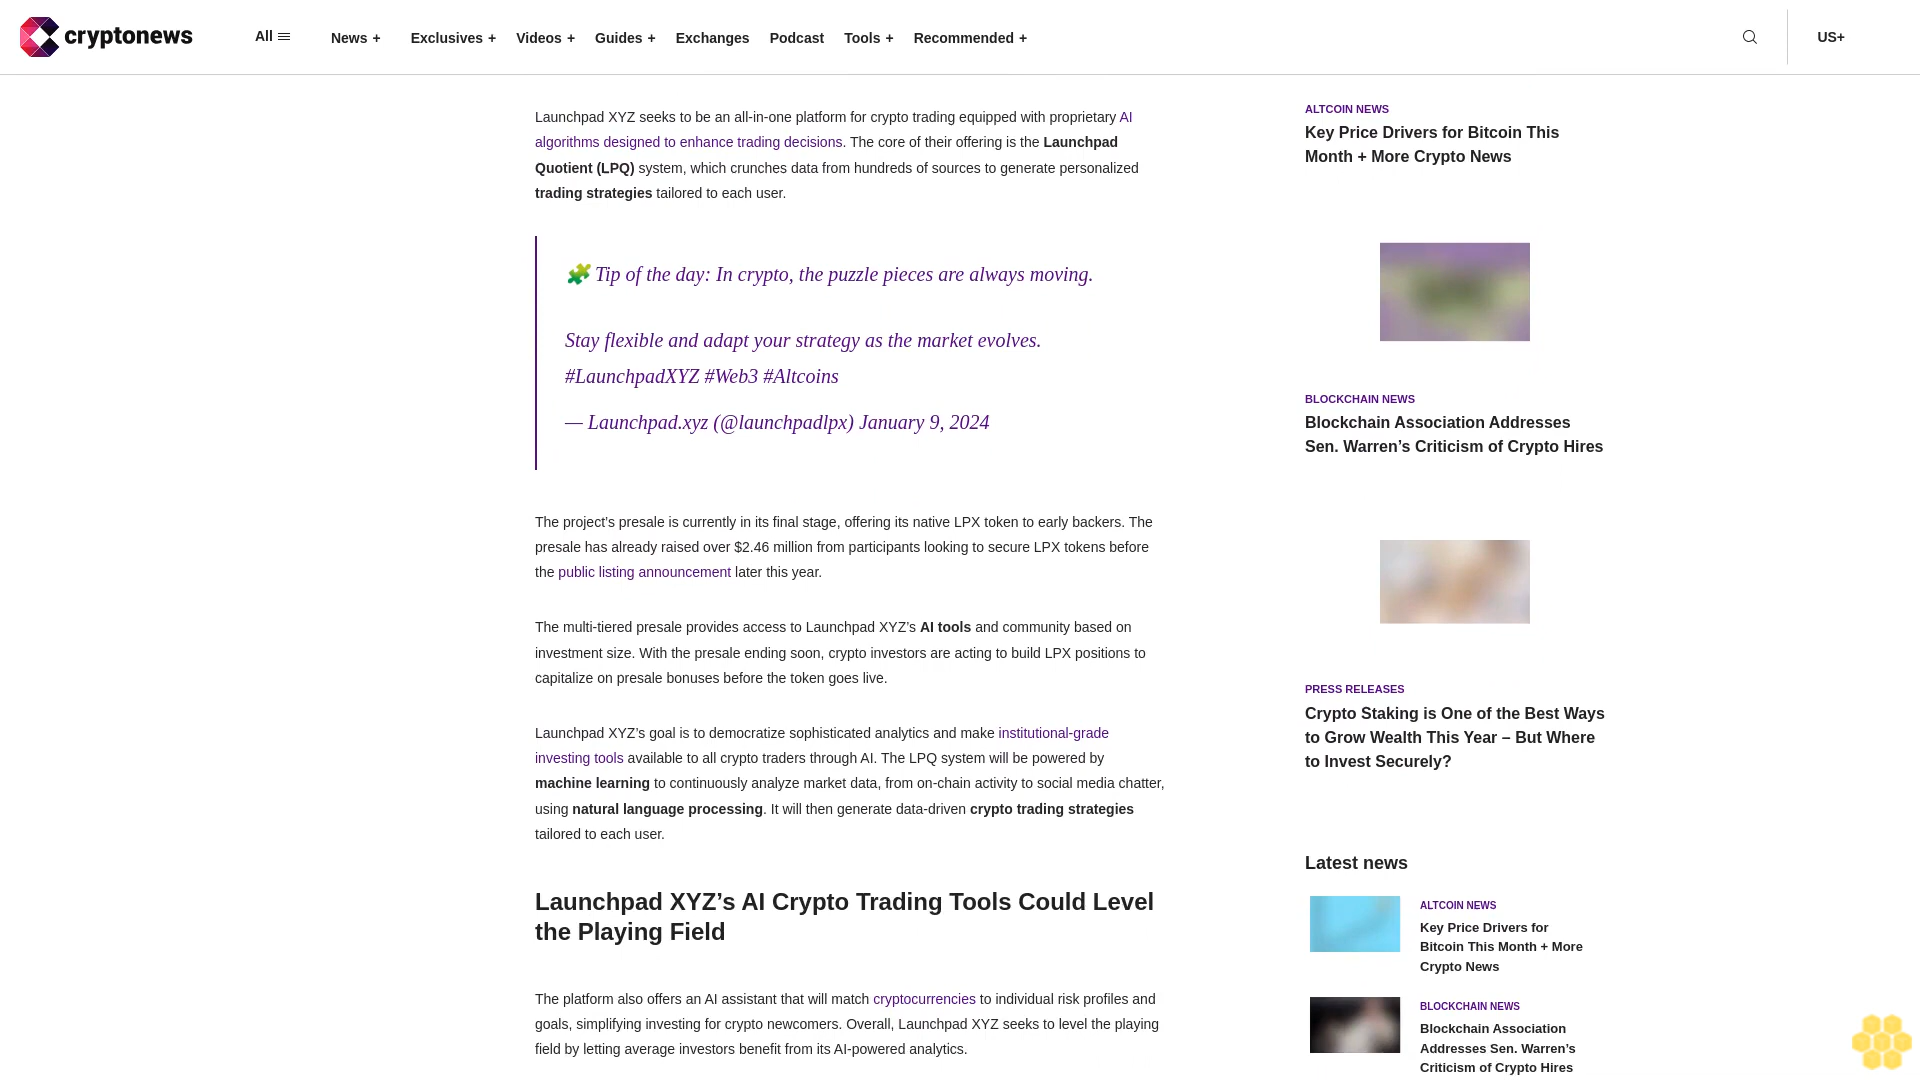 cryptonews
All
News +
Exclusives +
Videos +
Guides +
Exchanges
Podcast
Tools +
Recommended +
US+
Launchpad XYZ seeks to be an all-in-one platform for crypto trading equipped with proprietary AI
algorithms designed to enhance trading decisions. The core of their offering is the Launchpad
Quotient (LPQ) system, which crunches data from hundreds of sources to generate personalized
trading strategies tailored to each user.
🧩 Tip of the day: In crypto, the puzzle pieces are always moving.
Stay flexible and adapt your strategy as the market evolves.
#LaunchpadXYZ #Web3 #Altcoins
— Launchpad.xyz (@launchpadlpx) January 9, 2024
The project’s presale is currently in its final stage, offering its native LPX token to early backers. The
presale has already raised over $2.46 million from participants looking to secure LPX tokens before
the public listing announcement later this year.
The multi-tiered presale provides access to Launchpad XYZ’s AI tools and community based on
investment size. With the presale ending soon, crypto investors are acting to build LPX positions to
capitalize on presale bonuses before the token goes live.
Launchpad XYZ’s goal is to democratize sophisticated analytics and make institutional-grade
investing tools available to all crypto traders through AI. The LPQ system will be powered by
machine learning to continuously analyze market data, from on-chain activity to social media chatter,
using natural language processing. It will then generate data-driven crypto trading strategies
tailored to each user.
Launchpad XYZ’s AI Crypto Trading Tools Could Level
the Playing Field
The platform also offers an AI assistant that will match cryptocurrencies to individual risk profiles and
goals, simplifying investing for crypto newcomers. Overall, Launchpad XYZ seeks to level the playing
field by letting average investors benefit from its AI-powered analytics.
ALTCOIN NEWS
Key Price Drivers for Bitcoin This
Month + More Crypto News
BLOCKCHAIN NEWS
Blockchain Association Addresses
Sen. Warren’s Criticism of Crypto Hires
PRESS RELEASES
Crypto Staking is One of the Best Ways
to Grow Wealth This Year – But Where
to Invest Securely?
Latest news
ALTCOIN NEWS
Key Price Drivers for
Bitcoin This Month + More
Crypto News
BLOCKCHAIN NEWS
Blockchain Association
Addresses Sen. Warren’s
Criticism of Crypto Hires